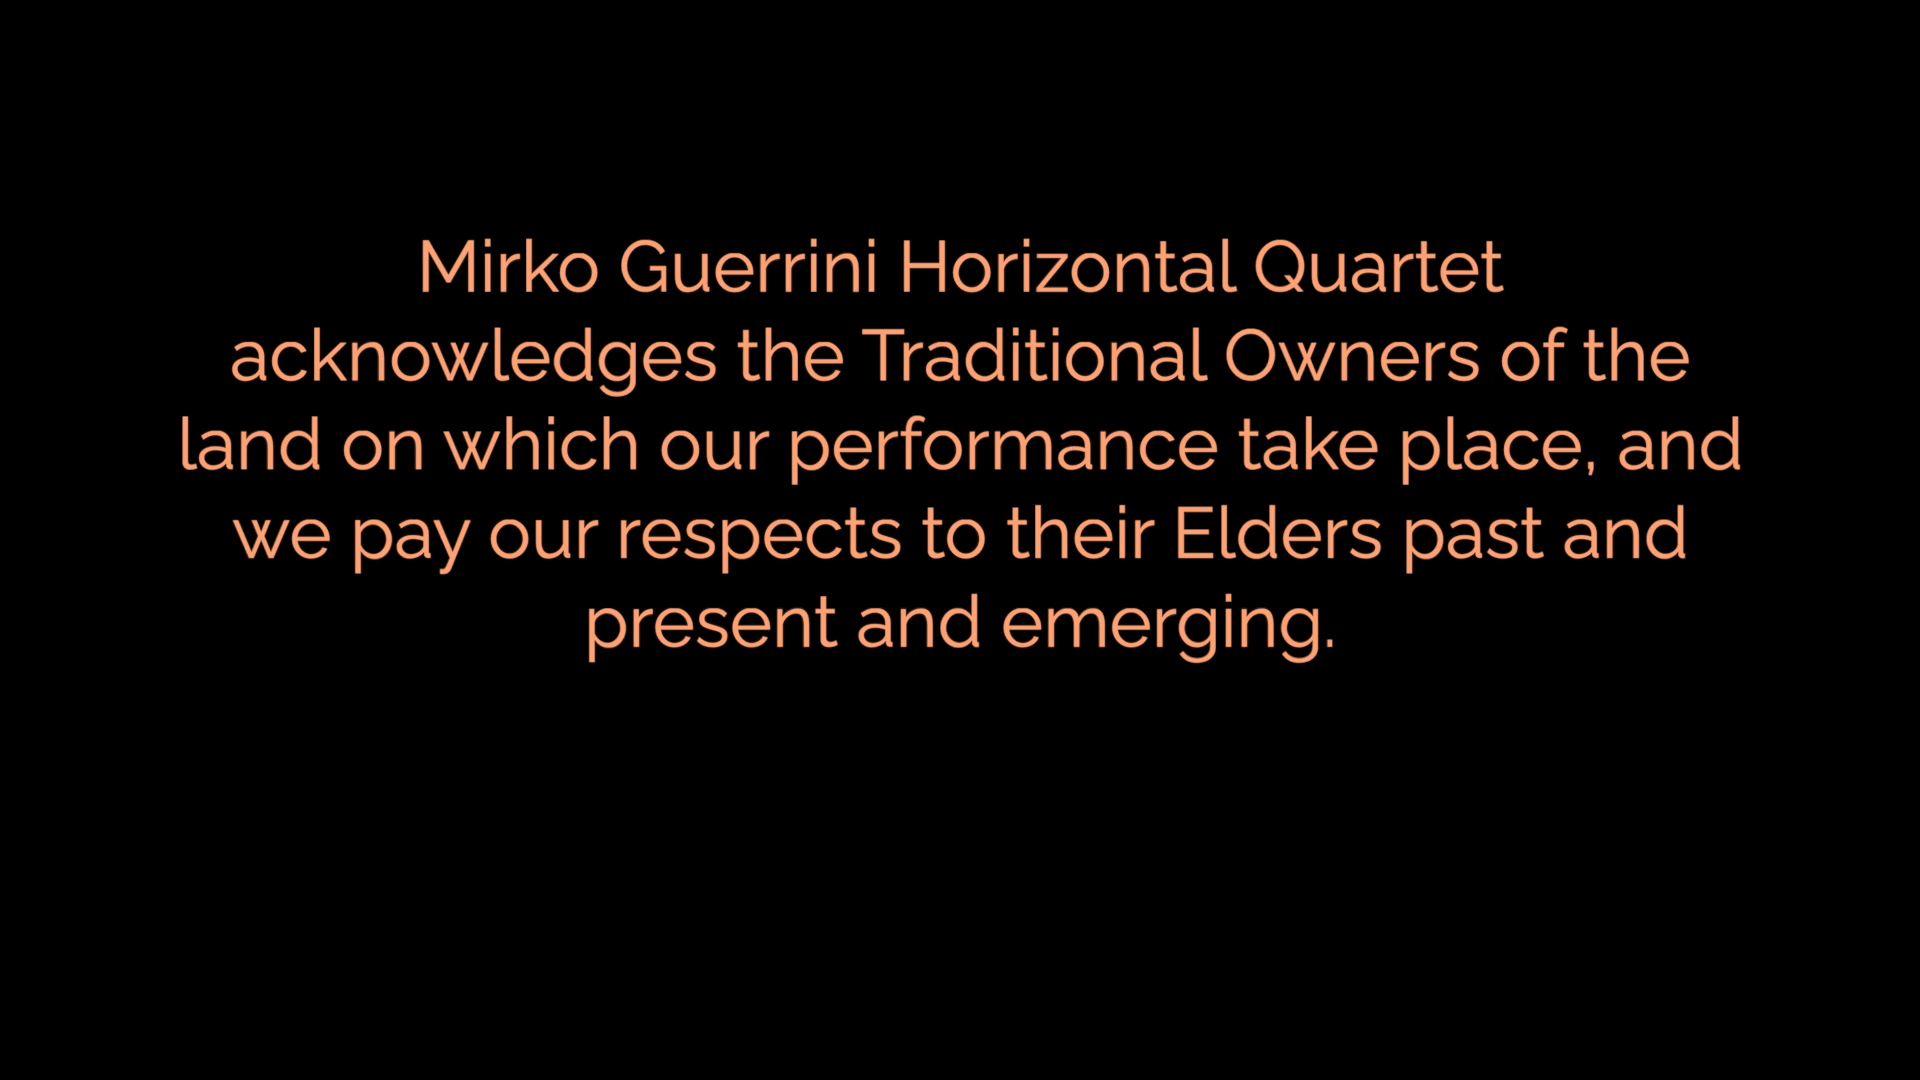 Mirko Guerrini Horizontal Quartet
acknowledges the Traditional Owners of the
land on which our performance take place, and
we pay our respects to their Elders past and
present and emerging.